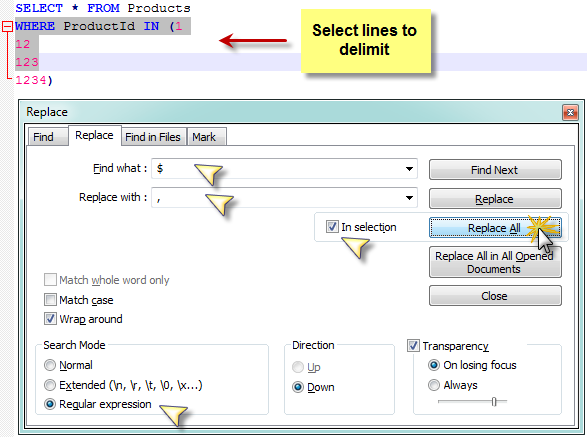 SELECT * FROM Products
WHERE ProductId IN (1
12
123
1234)
Select lines to
delimit
Replace
Find Replace Find in Files Mark
Find what : $ Find Next
Replace with : , Replace
In selection Replace All
Replace All in All Opened
Documents
Match whole word only
Match case Close
Wrap around
Search Mode Direction Transparency
Normal Up On losing focus
Extended (\n, \r, \t, \0, \x...) Down Always
Regular expression